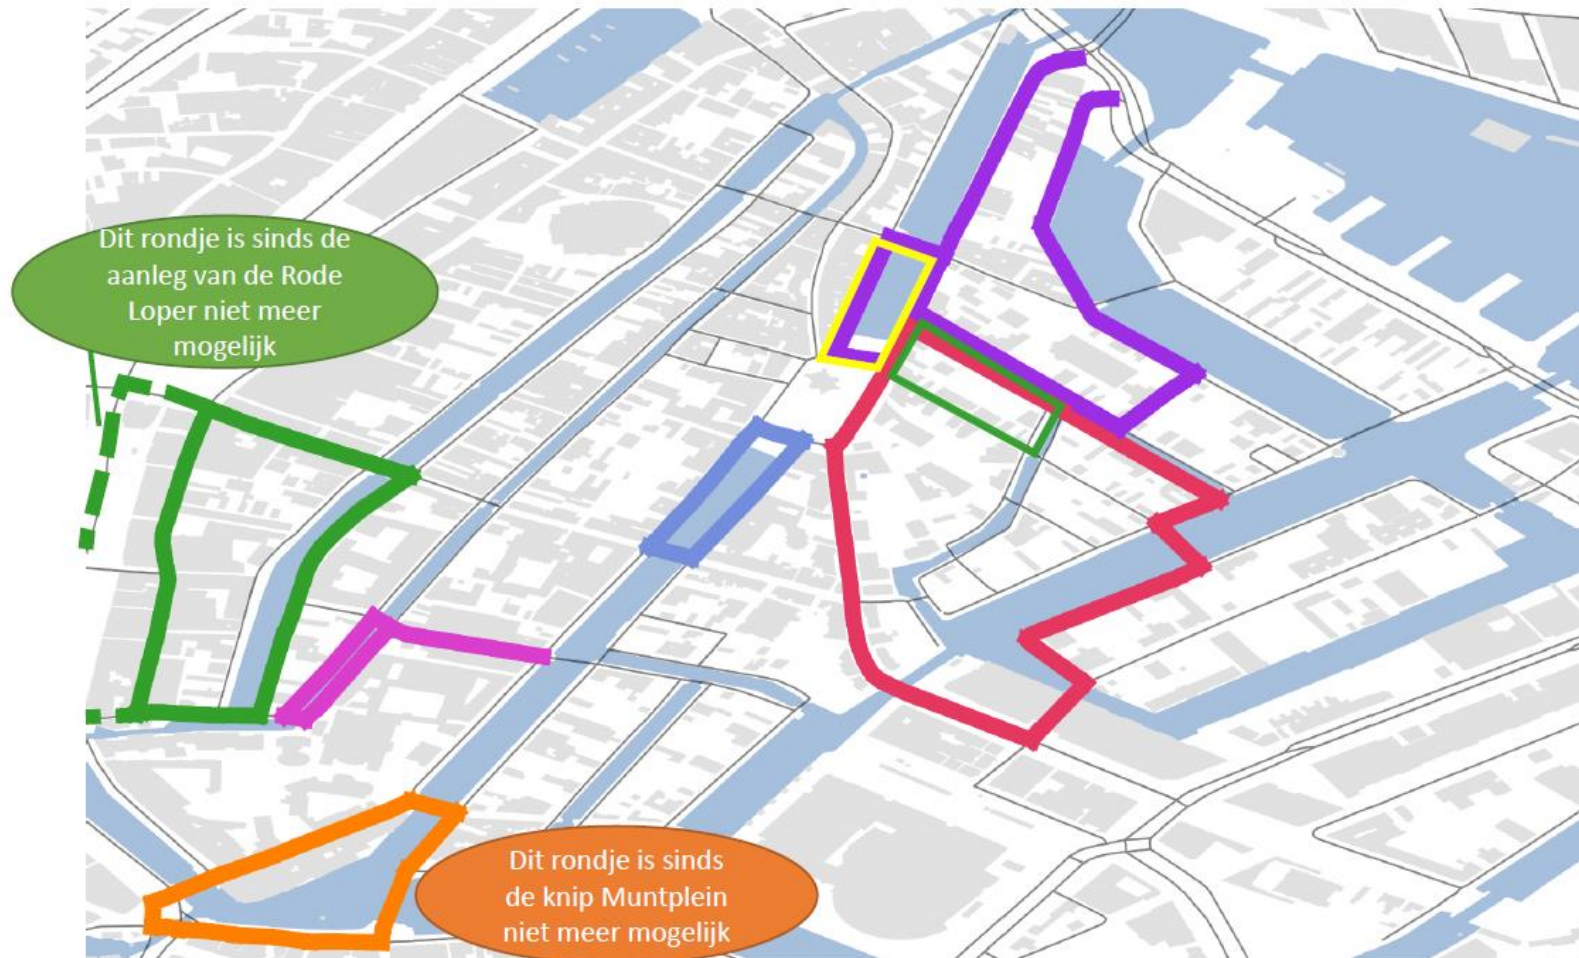 Dit rondje is sinds de
aanleg van de Rode
Loper niet meer
mogelijk
Dit rondje is sinds
de knip Muntplein
niet meer mogelijk